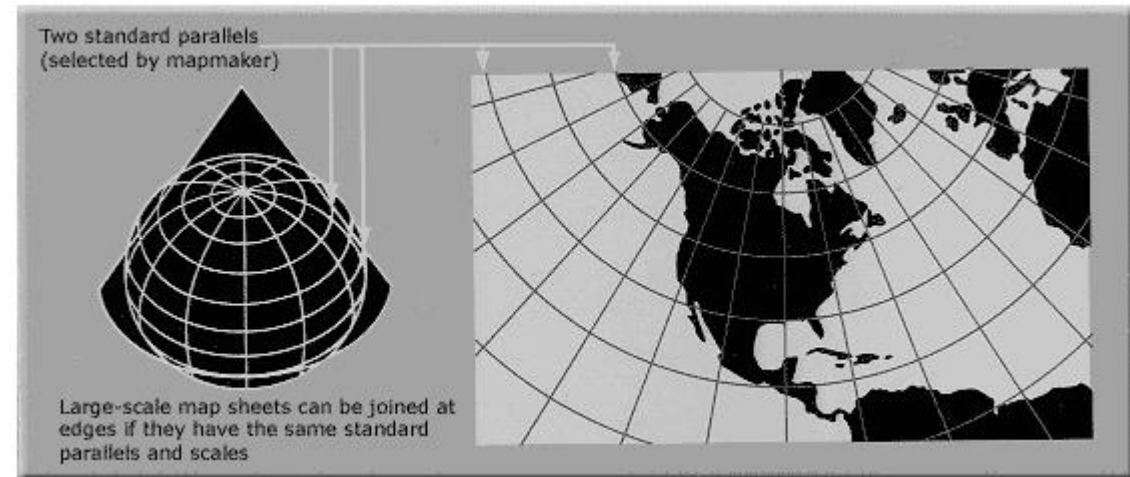 Two standard parallels
(selected by mapmaker)
Large-scale map sheets can be joined at
edges if they have the same standard
parallels and scales